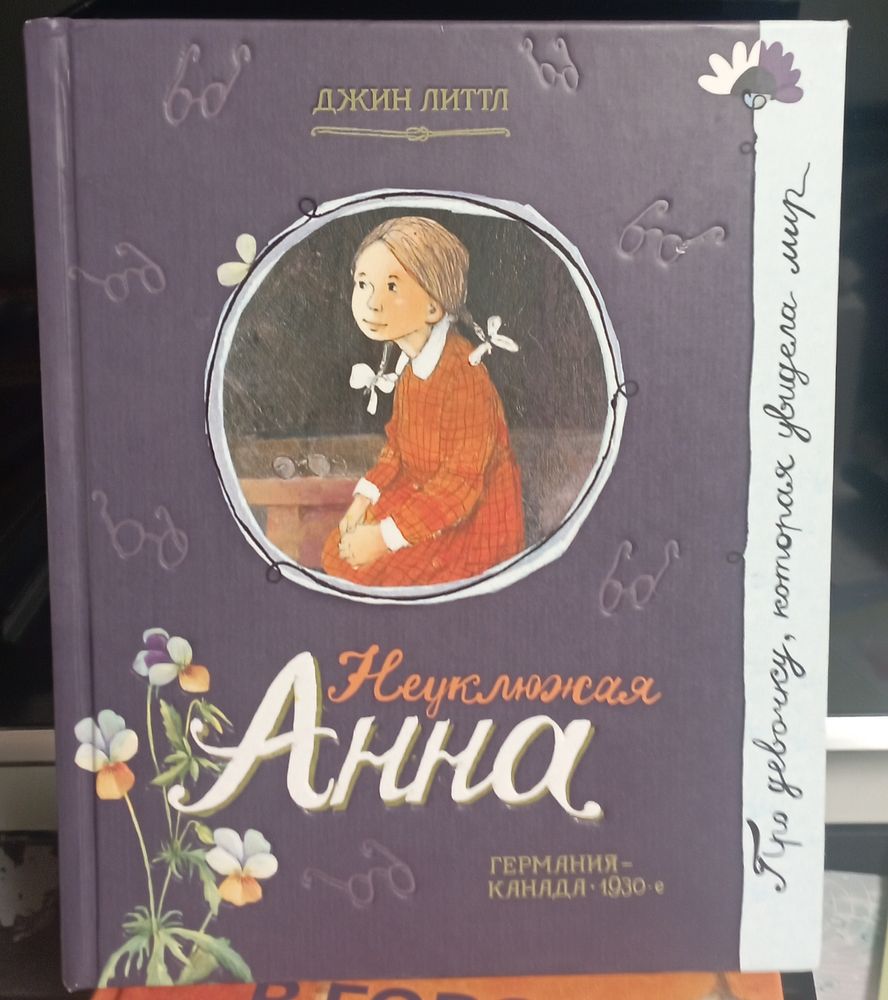 ДЖИН ЛИТТЛ
Неуклюжая
Анна
ГЕРМАНИЯ–
КАНАДА · 1930-е
Про девочку, которая увидела мир